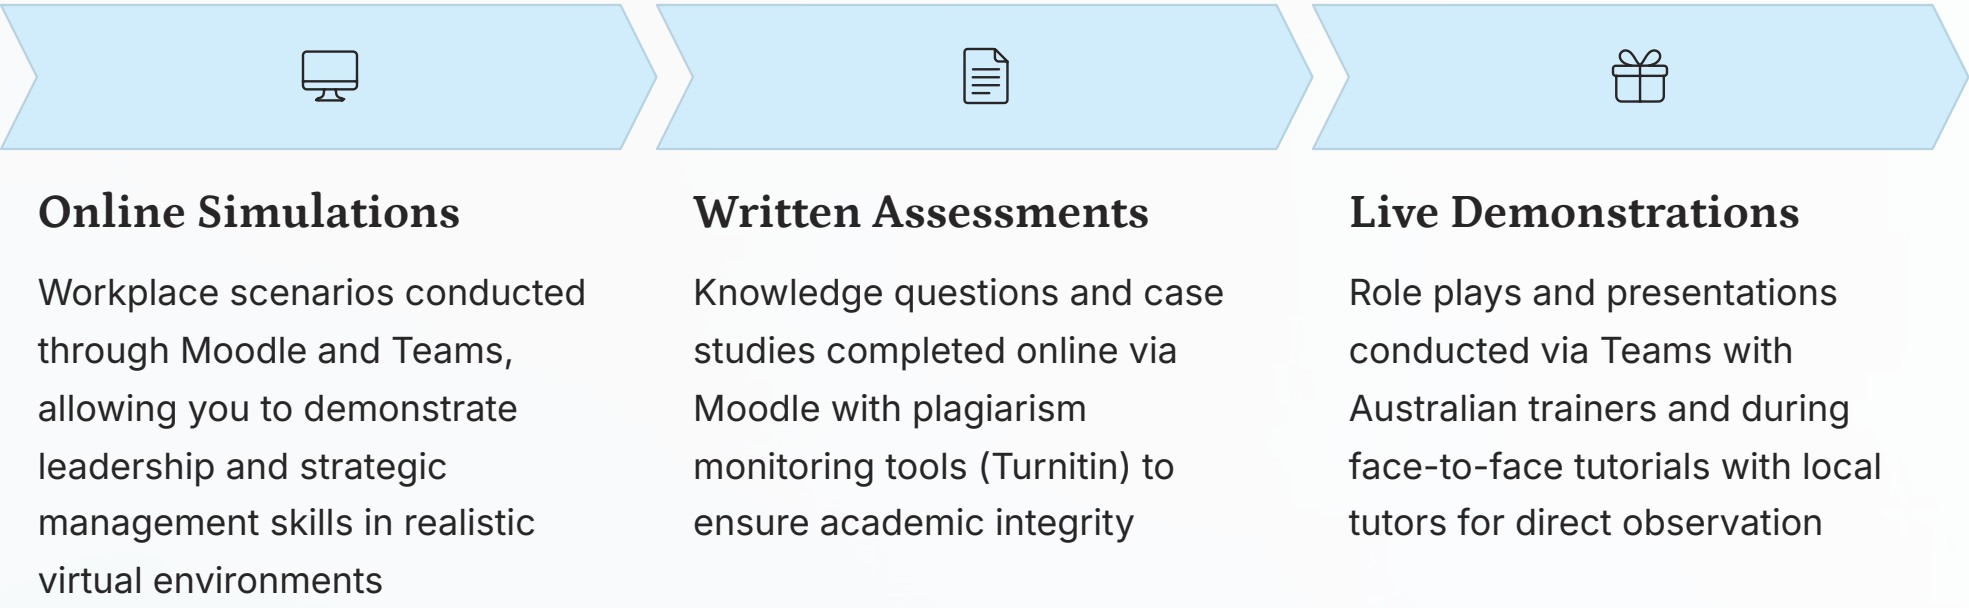 Online Simulations
Workplace scenarios conducted
through Moodle and Teams,
allowing you to demonstrate
leadership and strategic
management skills in realistic
virtual environments
Written Assessments
Knowledge questions and case
studies completed online via
Moodle with plagiarism
monitoring tools (Turnitin) to
ensure academic integrity
Live Demonstrations
Role plays and presentations
conducted via Teams with
Australian trainers and during
face-to-face tutorials with local
tutors for direct observation